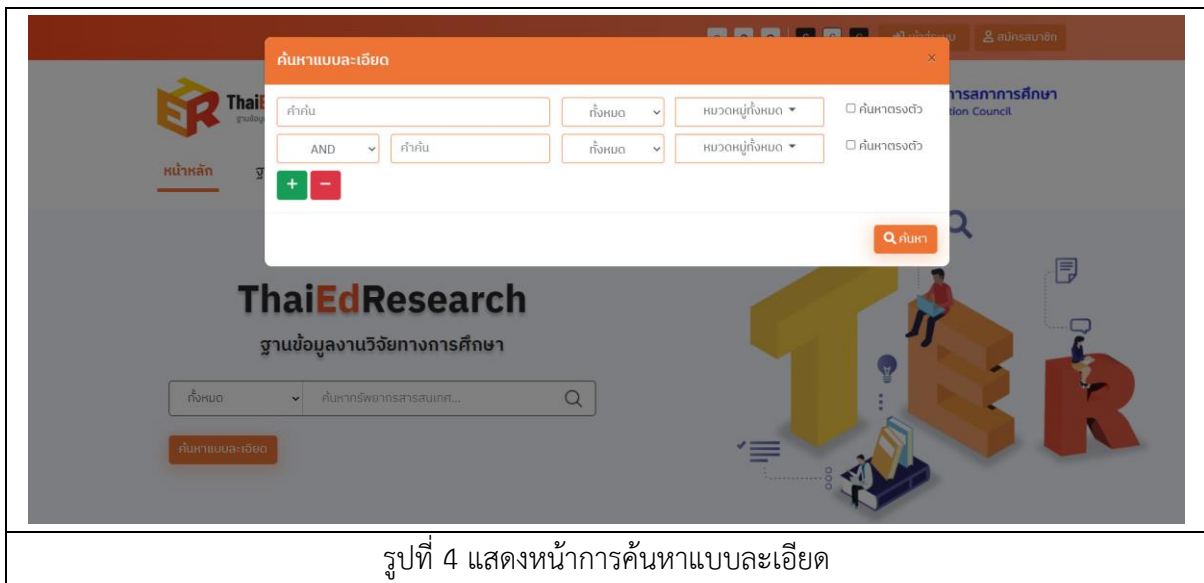 สมัครสมาชิก
ค้นหาแบบละเอียด ×
ThaiE
การสภาการศึกษา
tion Council
คำค้น ทั้งหมด หมวดหมู่ทั้งหมด ค้นหาตรงตัว
AND คำค้น ทั้งหมด หมวดหมู่ทั้งหมด ค้นหาตรงตัว
หน้าหลัก ฐ
+ −
ค้นหา
ThaiEdResearch
ฐานข้อมูลงานวิจัยทางการศึกษา
ทั้งหมด ค้นหาทรัพยากรสารสนเทศ...
ค้นหาแบบละเอียด
TER
รูปที่ 4 แสดงหน้าการค้นหาแบบละเอียด